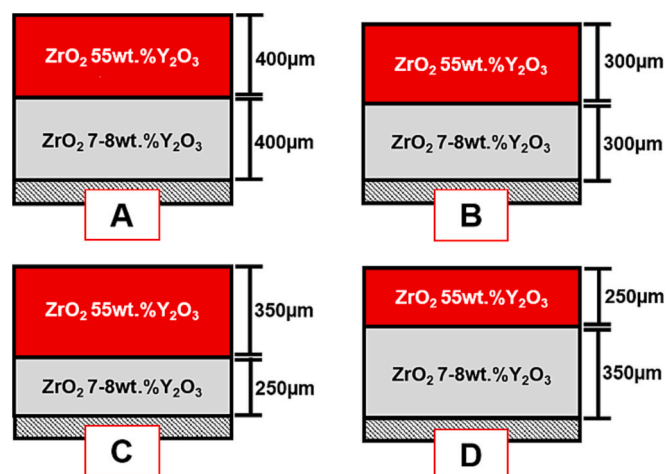 ZrO₂ 55wt.%Y₂O₃
400μm
ZrO₂ 7-8wt.%Y₂O₃
400μm
A
ZrO₂ 55wt.%Y₂O₃
300μm
ZrO₂ 7-8wt.%Y₂O₃
300μm
B
ZrO₂ 55wt.%Y₂O₃
350μm
ZrO₂ 7-8wt.%Y₂O₃
250μm
C
ZrO₂ 55wt.%Y₂O₃
250μm
ZrO₂ 7-8wt.%Y₂O₃
350μm
D